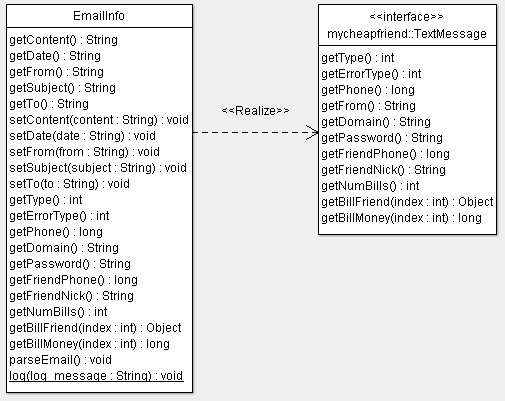 EmailInfo
getContent() : String
getDate() : String
getFrom() : String
getSubject() : String
getTo() : String
setContent(content : String) : void
setDate(date : String) : void
setFrom(from : String) : void
setSubject(subject : String) : void
setTo(to : String) : void
getType() : int
getErrorType() : int
getPhone() : long
getDomain() : String
getPassword() : String
getFriendPhone() : long
getFriendNick() : String
getNumBills() : int
getBillFriend(index : int) : Object
getBillMoney(index : int) : long
parseEmail() : void
log(log_message : String) : void
<<Realize>>
<<interface>>
mycheapfriend::TextMessage
getType() : int
getErrorType() : int
getPhone() : long
getFrom() : String
getDomain() : String
getPassword() : String
getFriendPhone() : long
getFriendNick() : String
getNumBills() : int
getBillFriend(index : int) : Object
getBillMoney(index : int) : long